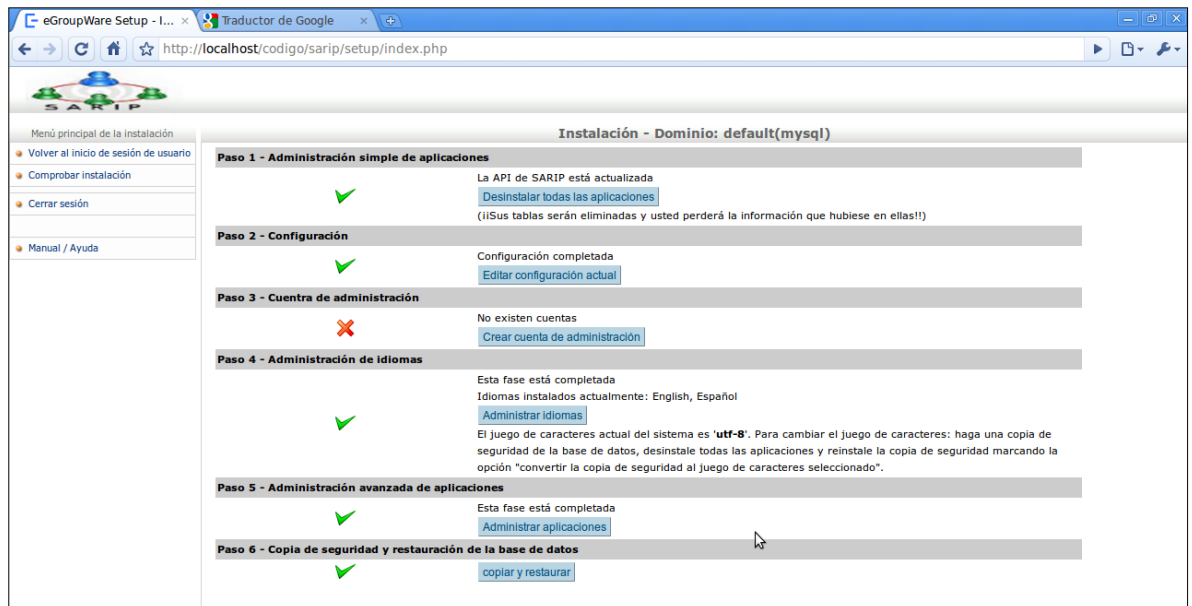 eGroupWare Setup - I...
Traductor de Google
http://localhost/codigo/sarip/setup/index.php
SARIP
Menú principal de la instalación
Volver al inicio de sesión de usuario
Comprobar instalación
Cerrar sesión
Manual / Ayuda
Instalación - Dominio: default(mysql)
Paso 1 - Administración simple de aplicaciones
La API de SARIP está actualizada
Desinstalar todas las aplicaciones
(¡¡Sus tablas serán eliminadas y usted perderá la información que hubiese en ellas!!)
Paso 2 - Configuración
Configuración completada
Editar configuración actual
Paso 3 - Cuentra de administración
No existen cuentas
Crear cuenta de administración
Paso 4 - Administración de idiomas
Esta fase está completada
Idiomas instalados actualmente: English, Español
Administrar idiomas
El juego de caracteres actual del sistema es 'utf-8'. Para cambiar el juego de caracteres: haga una copia de
seguridad de la base de datos, desinstale todas las aplicaciones y reinstale la copia de seguridad marcando la
opción "convertir la copia de seguridad al juego de caracteres seleccionado".
Paso 5 - Administración avanzada de aplicaciones
Esta fase está completada
Administrar aplicaciones
Paso 6 - Copia de seguridad y restauración de la base de datos
copiar y restaurar